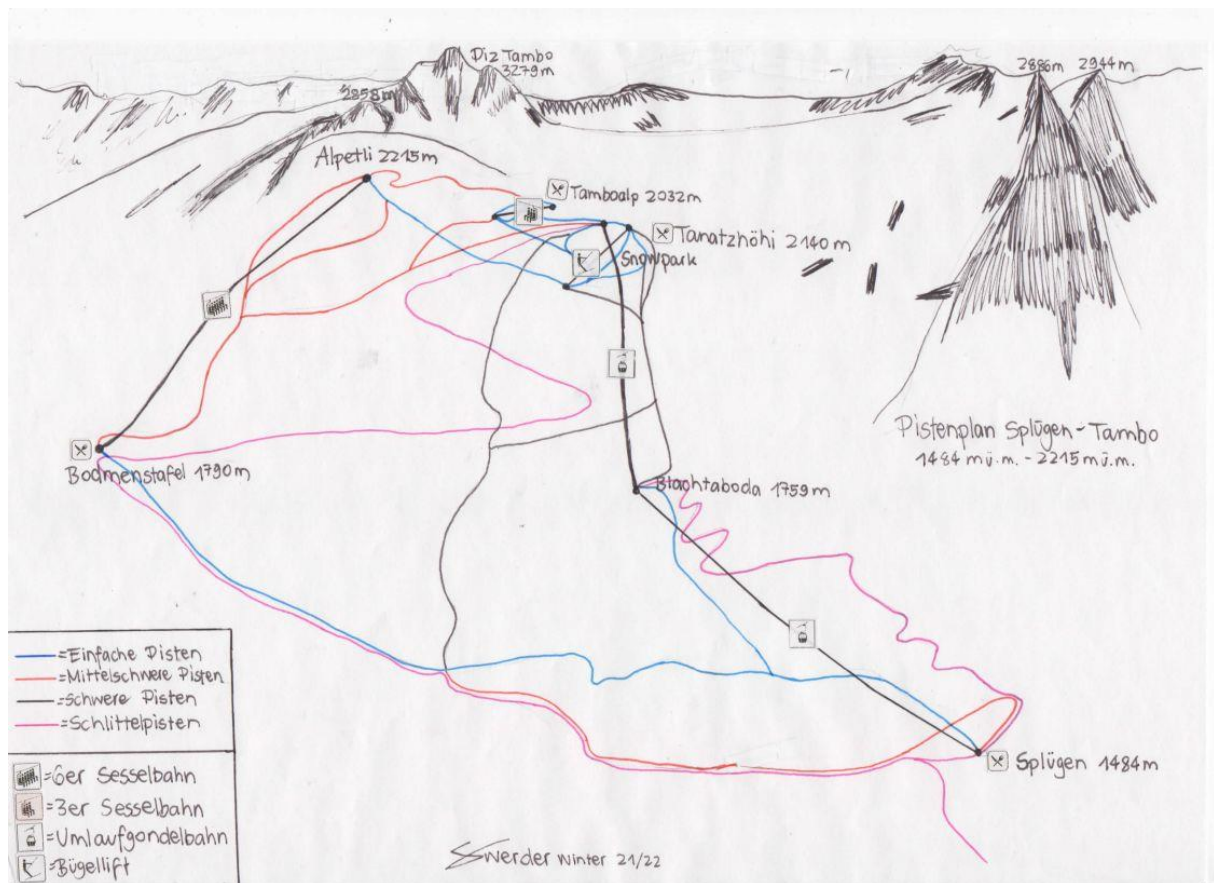 Piz Tambo
3279m
2858m
2886m 2944m
Alpetli 2215m
Tamboalp 2032m
Tanatzhöhi 2140m
Snowpark
Pistenplan Splügen-Tambo
1484 m.ü.m. - 2215 m.ü.m.
Bodmenstafel 1790m
Blachtaboda 1759m
=Einfache Pisten
=Mittelschwere Pisten
=Schwere Pisten
=Schlittelpisten
Splügen 1484m
=6er Sesselbahn
=3er Sesselbahn
=Umlaufgondelbahn
=Bügellift
Werder Winter 21/22